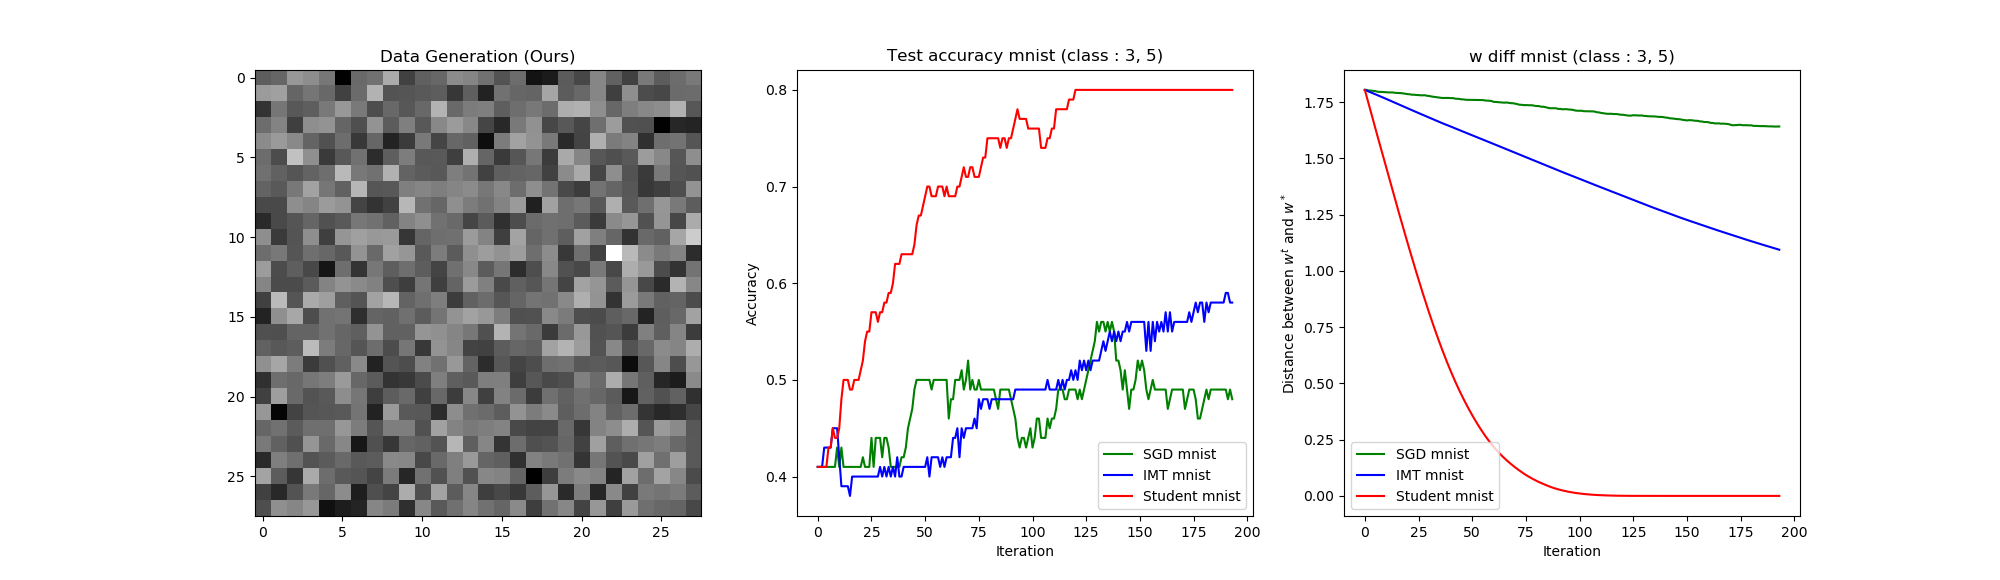 Data Generation (Ours)
0
5
10
15
20
25
0 5 10 15 20 25
Test accuracy mnist (class : 3, 5)
Accuracy
0.8
0.7
0.6
0.5
0.4
SGD mnist
IMT mnist
Student mnist
0 25 50 75 100 125 150 175 200
Iteration
w diff mnist (class : 3, 5)
Distance between w^t and w^*
1.75
1.50
1.25
1.00
0.75
0.50
0.25
0.00
SGD mnist
IMT mnist
Student mnist
0 25 50 75 100 125 150 175 200
Iteration